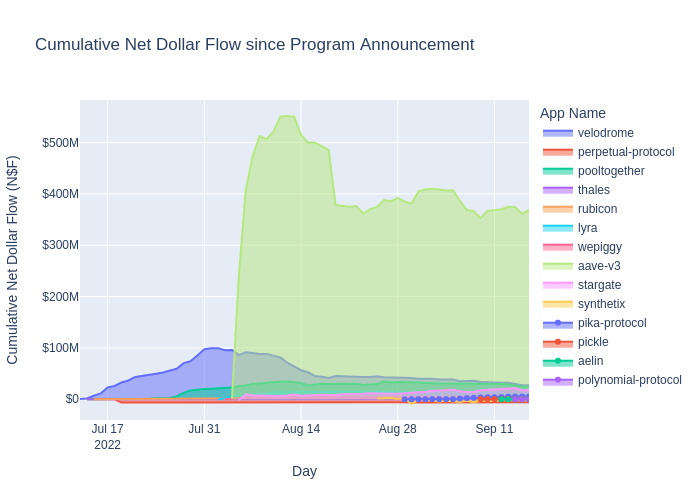 Cumulative Net Dollar Flow since Program Announcement
Cumulative Net Dollar Flow (N$F)
$500M
$400M
$300M
$200M
$100M
$0
Jul 17
2022
Jul 31
Aug 14
Aug 28
Sep 11
Day
App Name
velodrome
perpetual-protocol
pooltogether
thales
rubicon
lyra
wepiggy
aave-v3
stargate
synthetix
pika-protocol
pickle
aelin
polynomial-protocol